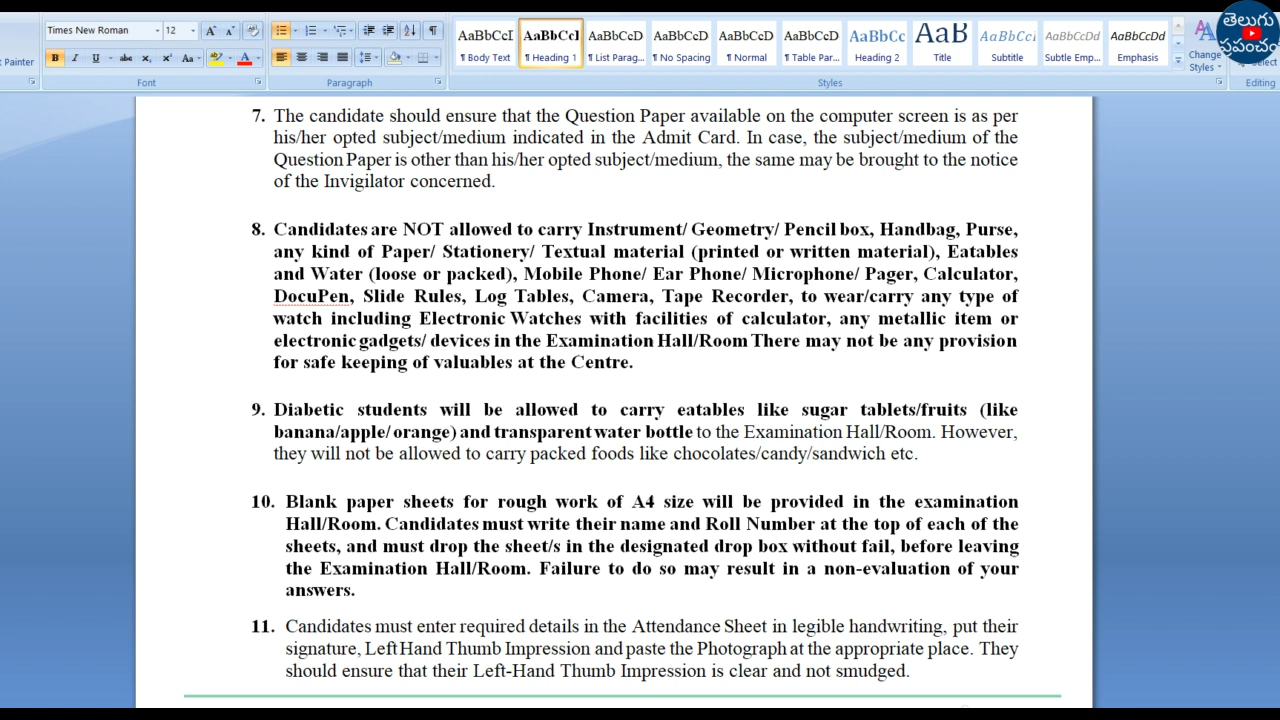 Times New Roman
12
AaBbCcI AaBbCcI AaBbCcD AaBbCcD AaBbCcD AaBbCcD AaBbCc AaB AaBbCcI AaBbCcDd AaBbCcDd
Painter
B I U abc x₂ x² Aa
¶ Body Text ¶ Heading 1 ¶ List Parag... ¶ No Spacing ¶ Normal ¶ Table Par... Heading 2 Title Subtitle Subtle Emp... Emphasis
Change
Styles
Select
Font Paragraph Styles Editing
తెలుగు
ప్రపంచం
7. The candidate should ensure that the Question Paper available on the computer screen is as per
his/her opted subject/medium indicated in the Admit Card. In case, the subject/medium of the
Question Paper is other than his/her opted subject/medium, the same may be brought to the notice
of the Invigilator concerned.
8. Candidates are NOT allowed to carry Instrument/ Geometry/ Pencil box, Handbag, Purse,
any kind of Paper/ Stationery/ Textual material (printed or written material), Eatables
and Water (loose or packed), Mobile Phone/ Ear Phone/ Microphone/ Pager, Calculator,
DocuPen, Slide Rules, Log Tables, Camera, Tape Recorder, to wear/carry any type of
watch including Electronic Watches with facilities of calculator, any metallic item or
electronic gadgets/ devices in the Examination Hall/Room There may not be any provision
for safe keeping of valuables at the Centre.
9. Diabetic students will be allowed to carry eatables like sugar tablets/fruits (like
banana/apple/ orange) and transparent water bottle to the Examination Hall/Room. However,
they will not be allowed to carry packed foods like chocolates/candy/sandwich etc.
10. Blank paper sheets for rough work of A4 size will be provided in the examination
Hall/Room. Candidates must write their name and Roll Number at the top of each of the
sheets, and must drop the sheet/s in the designated drop box without fail, before leaving
the Examination Hall/Room. Failure to do so may result in a non-evaluation of your
answers.
11. Candidates must enter required details in the Attendance Sheet in legible handwriting, put their
signature, Left Hand Thumb Impression and paste the Photograph at the appropriate place. They
should ensure that their Left-Hand Thumb Impression is clear and not smudged.